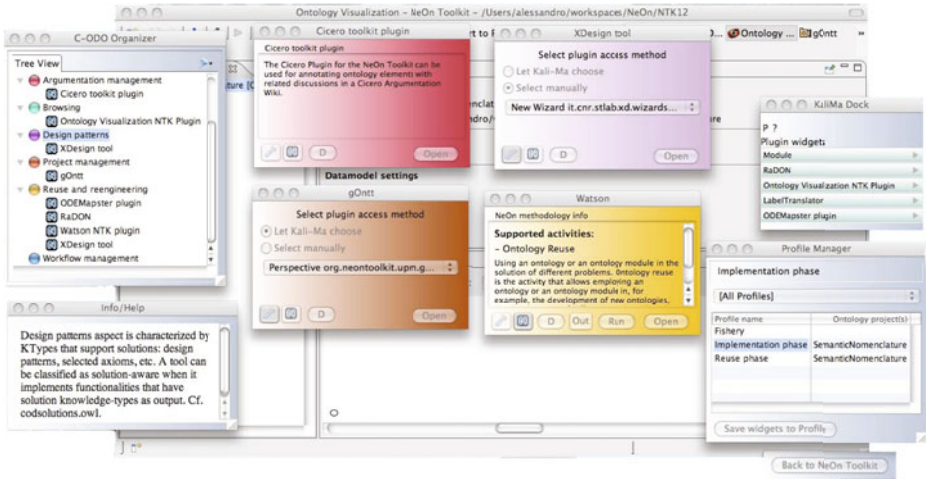 Ontology Visualization – NeOn Toolkit – /Users/alessandro/workspaces/NeOn/NTK12
C-ODO Organizer
Tree View
Argumentation management
Cicero toolkit plugin
Browsing
Ontology Visualization NTK Plugin
Design patterns
XDesign tool
Project management
gOntt
Reuse and reengineering
ODEMapster plugin
RaDON
Watson NTK plugin
XDesign tool
Workflow management
Cicero toolkit plugin
Cicero toolkit plugin
The Cicero Plugin for the NeOn Toolkit can be
used for annotating ontology elements with
related discussions in a Cicero Argumentation
Wiki.
D
Open
XDesign tool
Select plugin access method
Let Kali-Ma choose
Select manually
New Wizard it.cnr.stlab.xd.wizards...
D
Open
Ontology ...
gOntt
KaliMa Dock
P ?
Plugin widgets
Module
RaDON
Ontology Visualization NTK Plugin
LabelTranslator
ODEMapster plugin
Datamodel settings
gOntt
Select plugin access method
Let Kali-Ma choose
Select manually
Perspective org.neontoolkit.upm.g...
D
Open
Watson
NeOn methodology info
Supported activities:
- Ontology Reuse
Using an ontology or an ontology module in the
solution of different problems. Ontology reuse
is the activity that allows employing an
ontology or an ontology module in, for
example, the development of new ontologies,
D
Out
Run
Open
Profile Manager
Implementation phase
[All Profiles]
Profile name
Ontology project(s)
Fishery
Implementation phase
SemanticNomenclature
Reuse phase
SemanticNomenclature
Save widgets to Profile
Info/Help
Design patterns aspect is characterized by
KTypes that support solutions: design
patterns, selected axioms, etc. A tool can
be classified as solution-aware when it
implements functionalities that have
solution knowledge-types as output. Cf.
codsolutions.owl.
Back to NeOn Toolkit